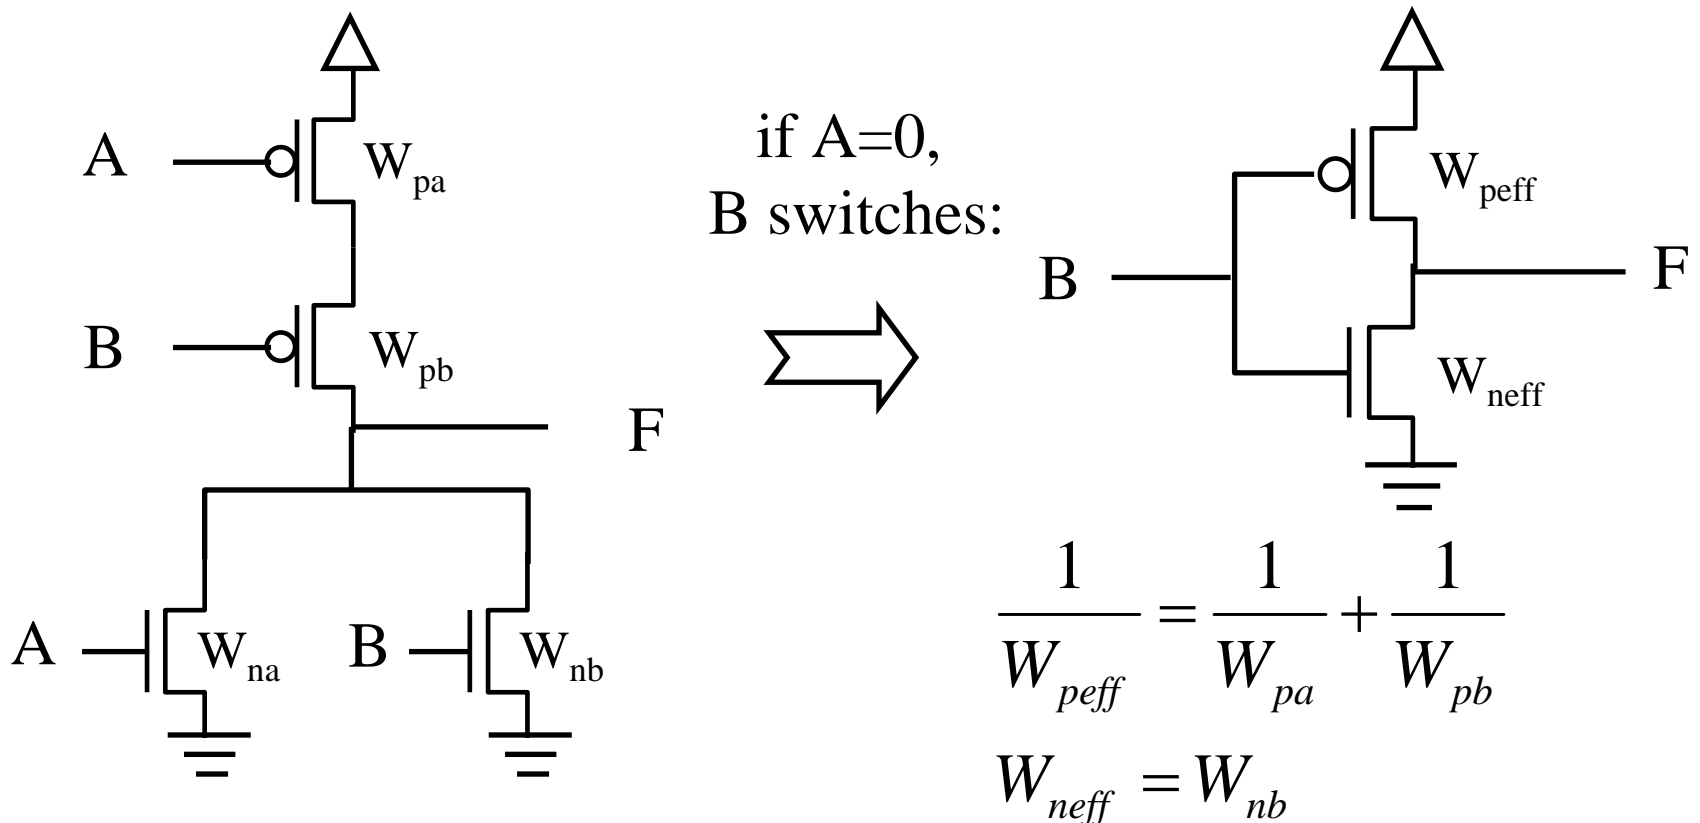 A
W_pa
B
W_pb
F
A
W_na
B
W_nb
if A=0,
B switches:
B
W_peff
F
W_neff
1/W_peff = 1/W_pa + 1/W_pb
W_neff = W_nb